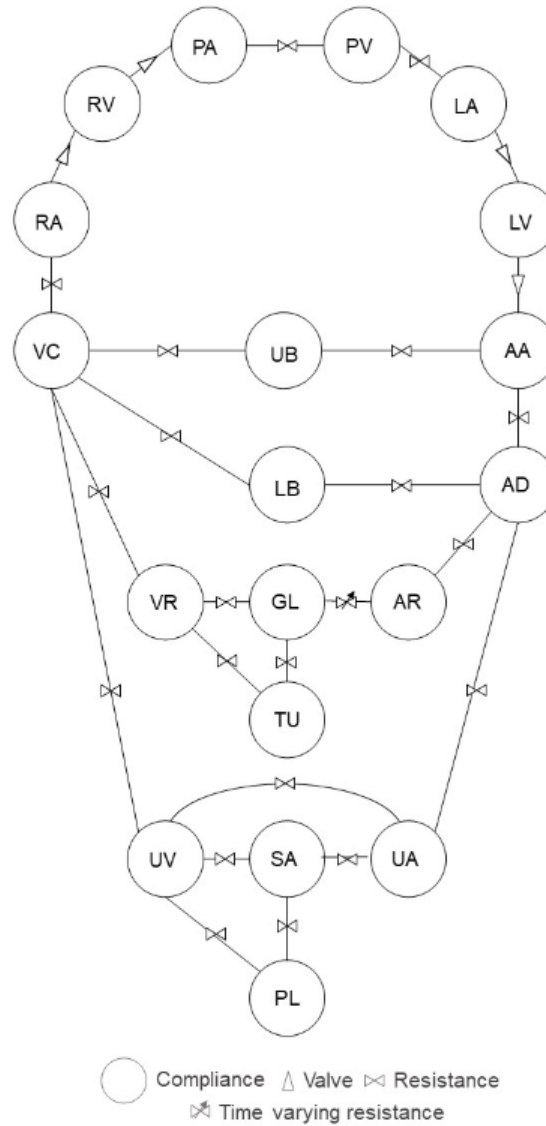 PA PV
RV LA
RA LV
VC UB AA
LB AD
VR GL AR
TU
UV SA UA
PL
Compliance Valve Resistance
Time varying resistance